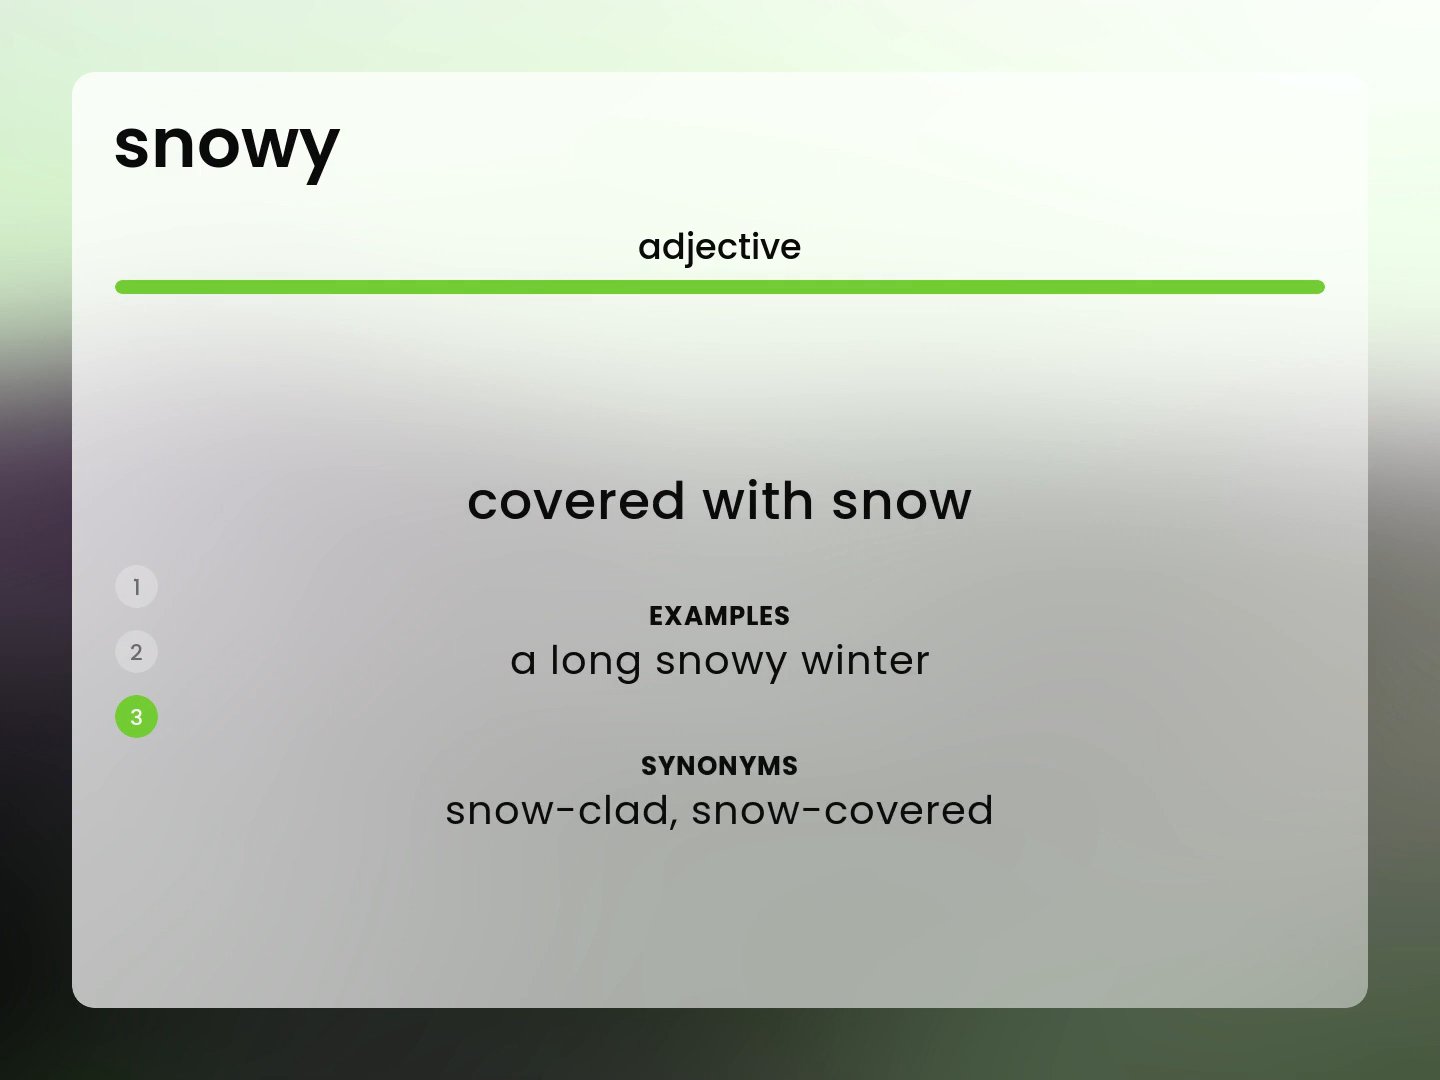 snowy
adjective
covered with snow
1
EXAMPLES
a long snowy winter
2
3
SYNONYMS
snow-clad, snow-covered